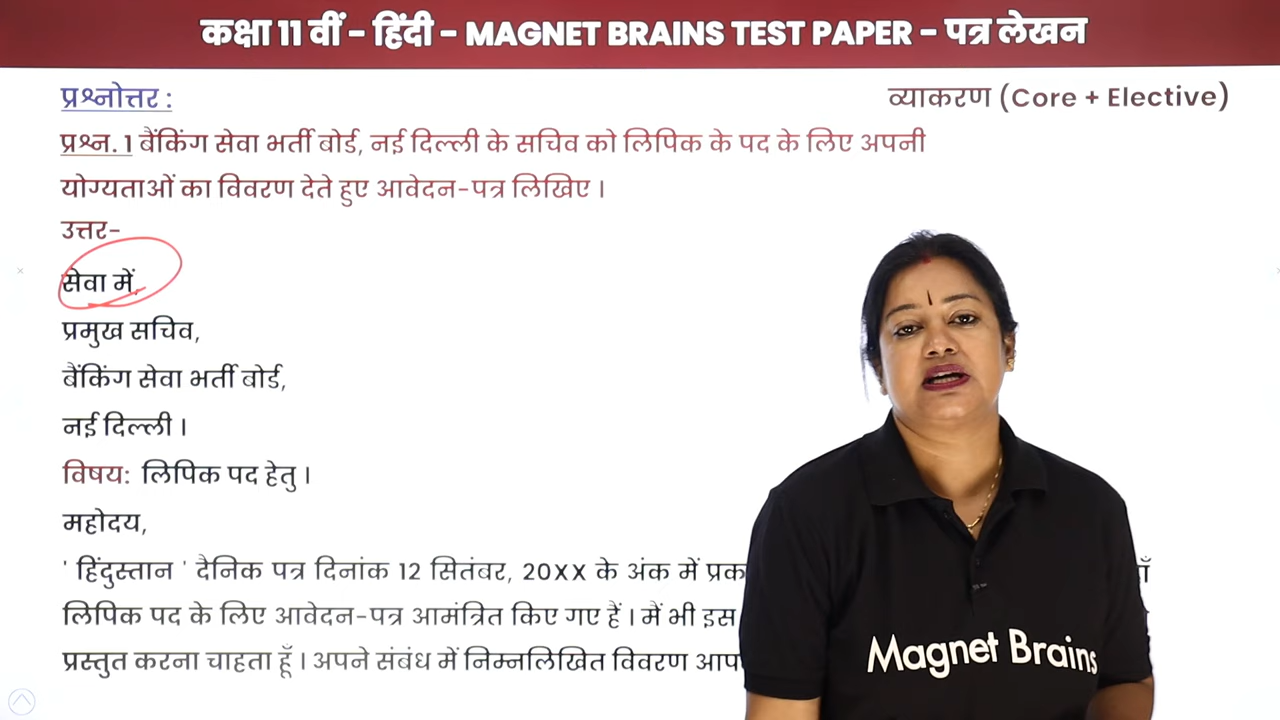 कक्षा 11 वीं - हिंदी - MAGNET BRAINS TEST PAPER - पत्र लेखन
प्रश्नोत्तर :
व्याकरण (Core + Elective)
प्रश्न. 1 बैंकिंग सेवा भर्ती बोर्ड, नई दिल्ली के सचिव को लिपिक के पद के लिए अपनी
योग्यताओं का विवरण देते हुए आवेदन-पत्र लिखिए ।
उत्तर-
सेवा में,
प्रमुख सचिव,
बैंकिंग सेवा भर्ती बोर्ड,
नई दिल्ली ।
विषय: लिपिक पद हेतु ।
महोदय,
' हिंदुस्तान ' दैनिक पत्र दिनांक 12 सितंबर, 20XX के अंक में
लिपिक पद के लिए आवेदन-पत्र आमंत्रित किए गए हैं । मैं भी इस
प्रस्तुत करना चाहता हूँ । अपने संबंध में निम्नलिखित विवरण
Magnet Brains